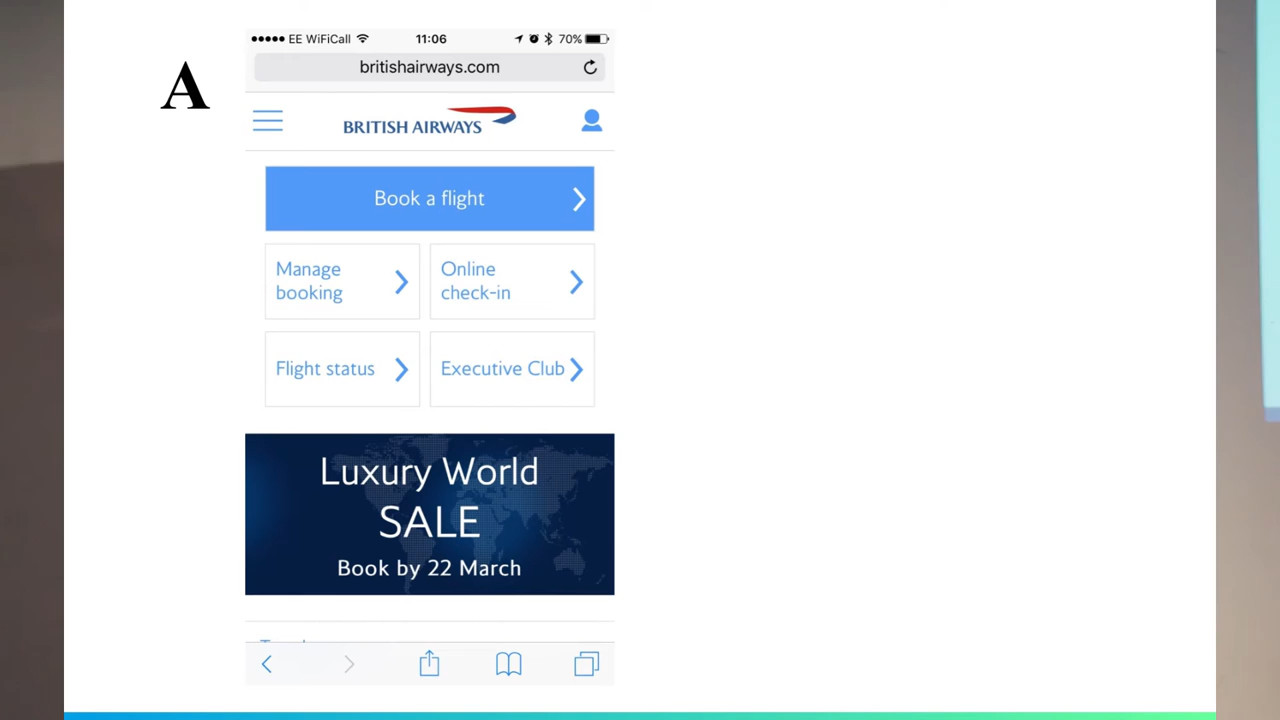 A
●●●●● EE WiFiCall 11:06 70%
britishairways.com
BRITISH AIRWAYS
Book a flight
Manage booking
Online check-in
Flight status
Executive Club
Luxury World
SALE
Book by 22 March